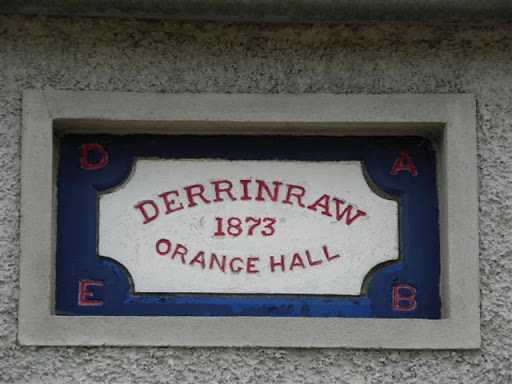 D A
DERRINRAW
1873
ORANGE HALL
E B